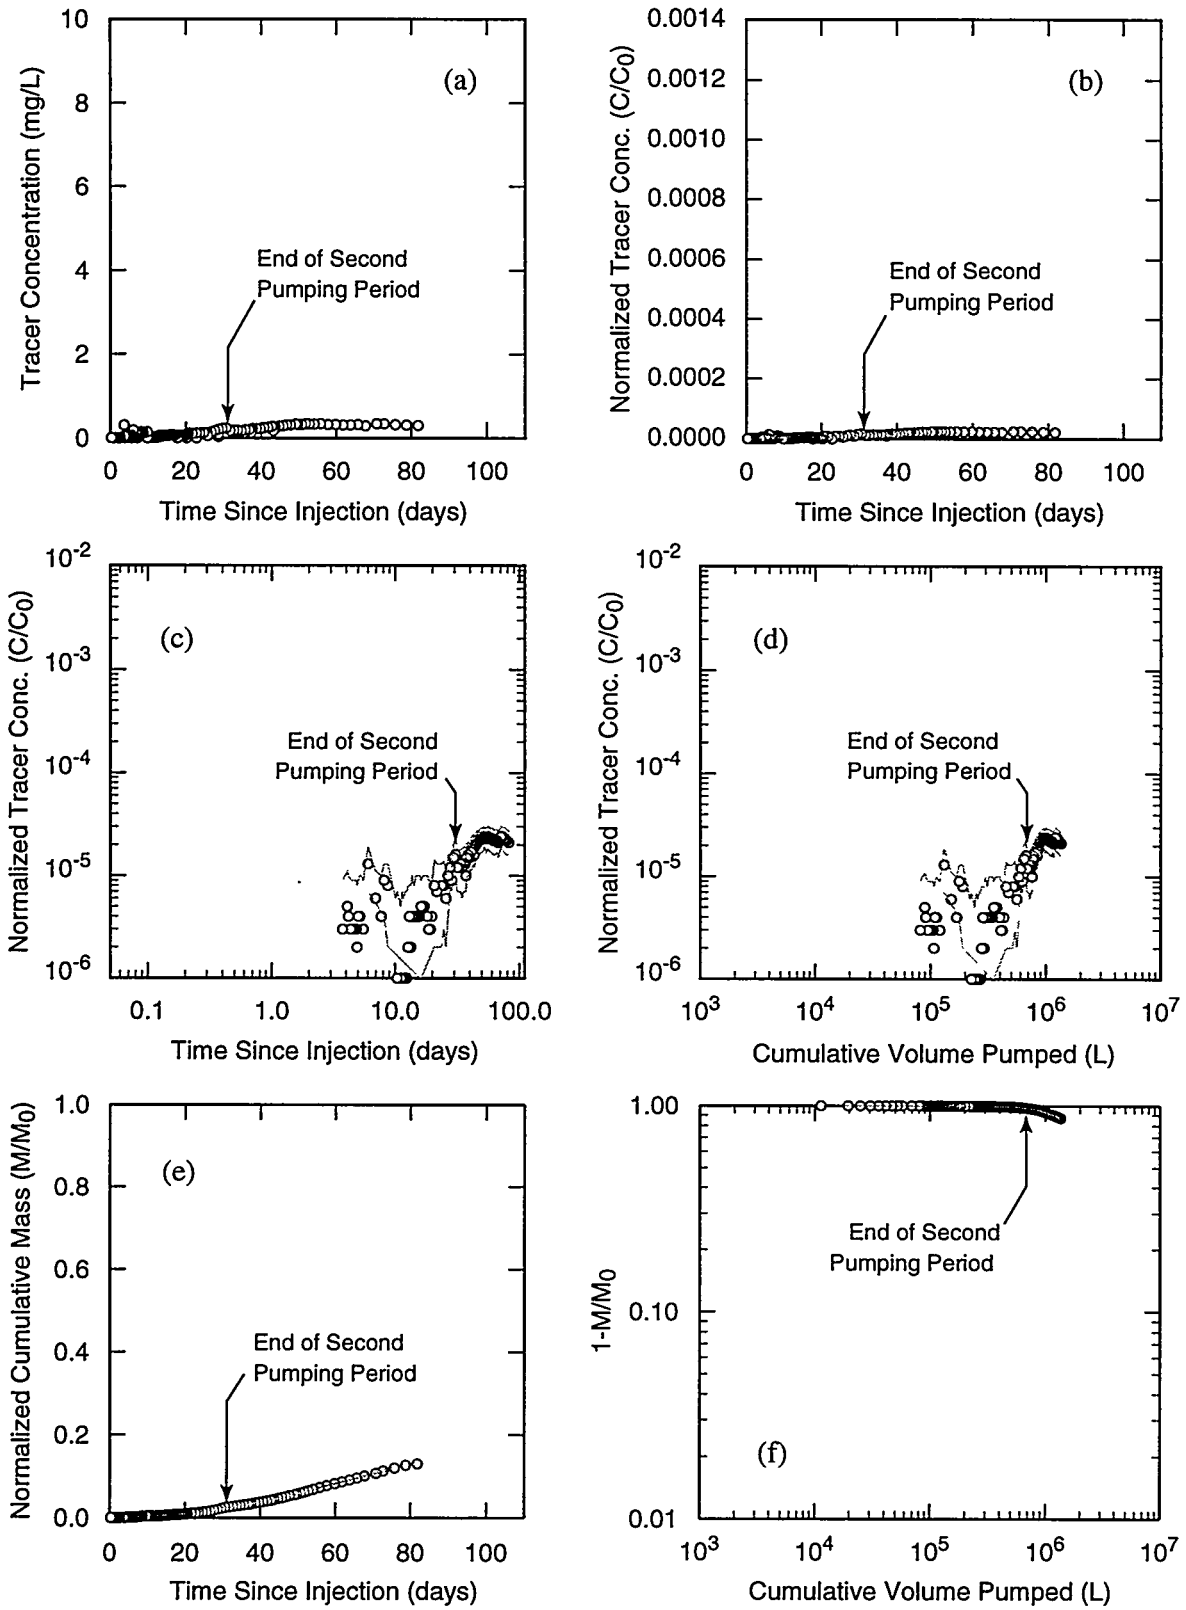 10
8
6
4
2
0
Tracer Concentration (mg/L)
(a)
End of Second
Pumping Period
0 20 40 60 80 100
Time Since Injection (days)
0.0014
0.0012
0.0010
0.0008
0.0006
0.0004
0.0002
0.0000
Normalized Tracer Conc. (C/C0)
(b)
End of Second
Pumping Period
0 20 40 60 80 100
Time Since Injection (days)
10-2
10-3
10-4
10-5
10-6
Normalized Tracer Conc. (C/C0)
(c)
End of Second
Pumping Period
0.1 1.0 10.0 100.0
Time Since Injection (days)
10-2
10-3
10-4
10-5
10-6
Normalized Tracer Conc. (C/C0)
(d)
End of Second
Pumping Period
103 104 105 106 107
Cumulative Volume Pumped (L)
1.0
0.8
0.6
0.4
0.2
0.0
Normalized Cumulative Mass (M/M0)
(e)
End of Second
Pumping Period
0 20 40 60 80 100
Time Since Injection (days)
1.00
0.10
0.01
1-M/M0
End of Second
Pumping Period
(f)
103 104 105 106 107
Cumulative Volume Pumped (L)